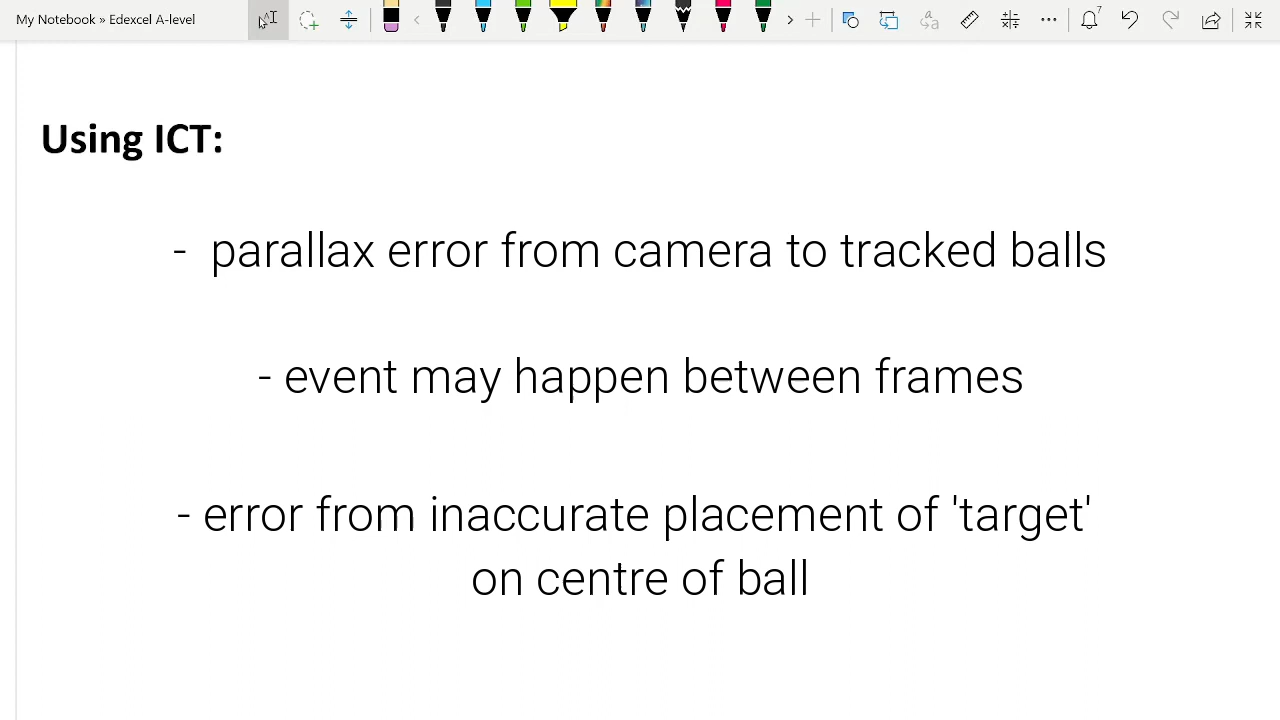 My Notebook » Edexcel A-level
7
Using ICT:
- parallax error from camera to tracked balls
- event may happen between frames
- error from inaccurate placement of 'target'
on centre of ball